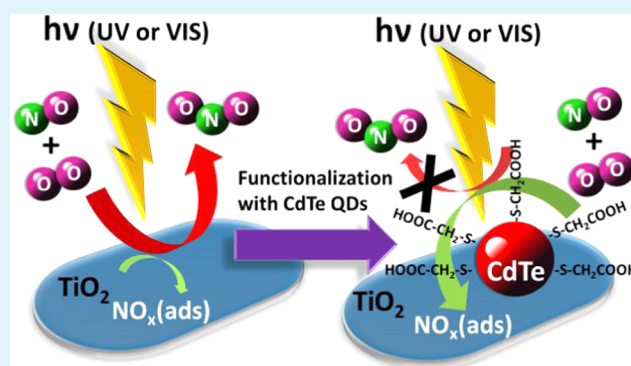 hν (UV or VIS)
N O
+
O O
O N O
TiO₂
NOₓ(ads)
Functionalization
with CdTe QDs
hν (UV or VIS)
O N O
N O
+
O O
-S-CH₂COOH
HOOC-CH₂-S-
-S-CH₂COOH
HOOC-CH₂-S-
CdTe
-S-CH₂COOH
TiO₂
NOₓ(ads)